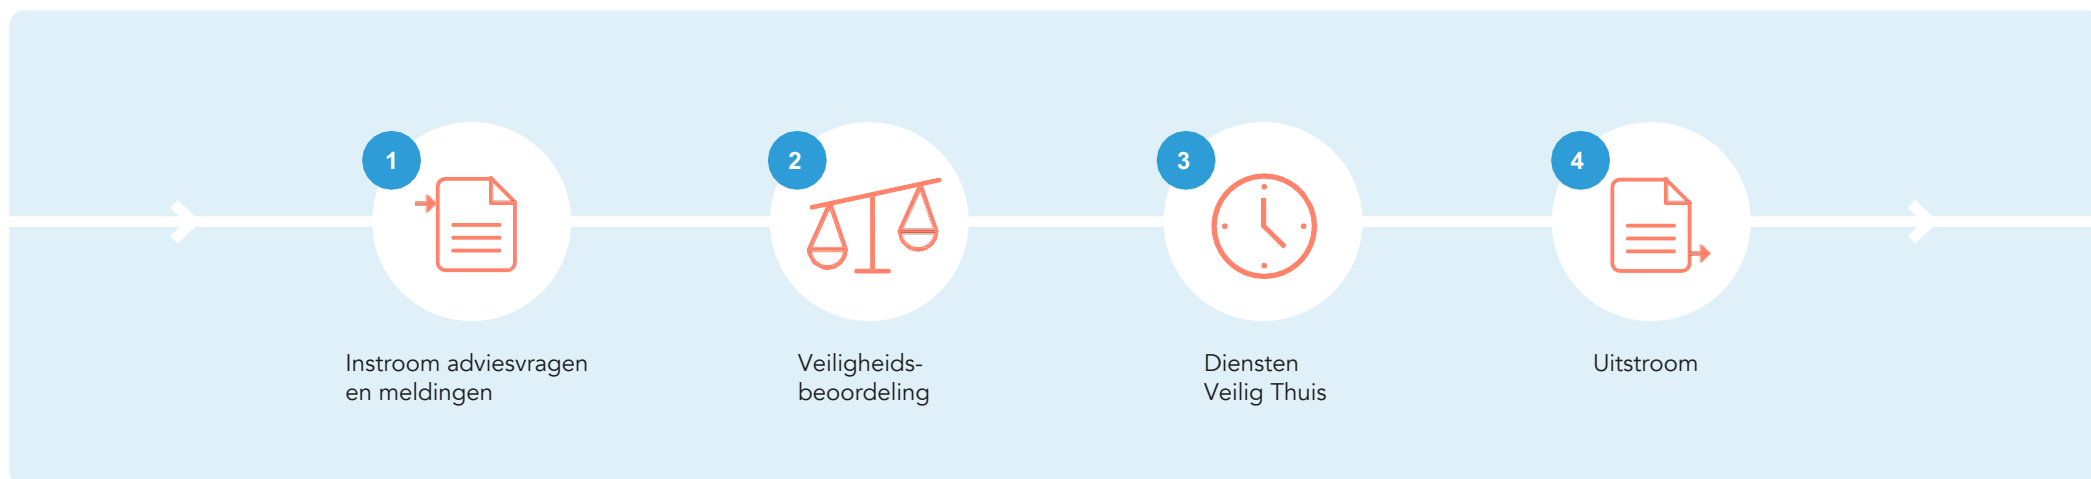 1
Instroom adviesvragen
en meldingen
2
Veiligheids-
beoordeling
3
Diensten
Veilig Thuis
4
Uitstroom